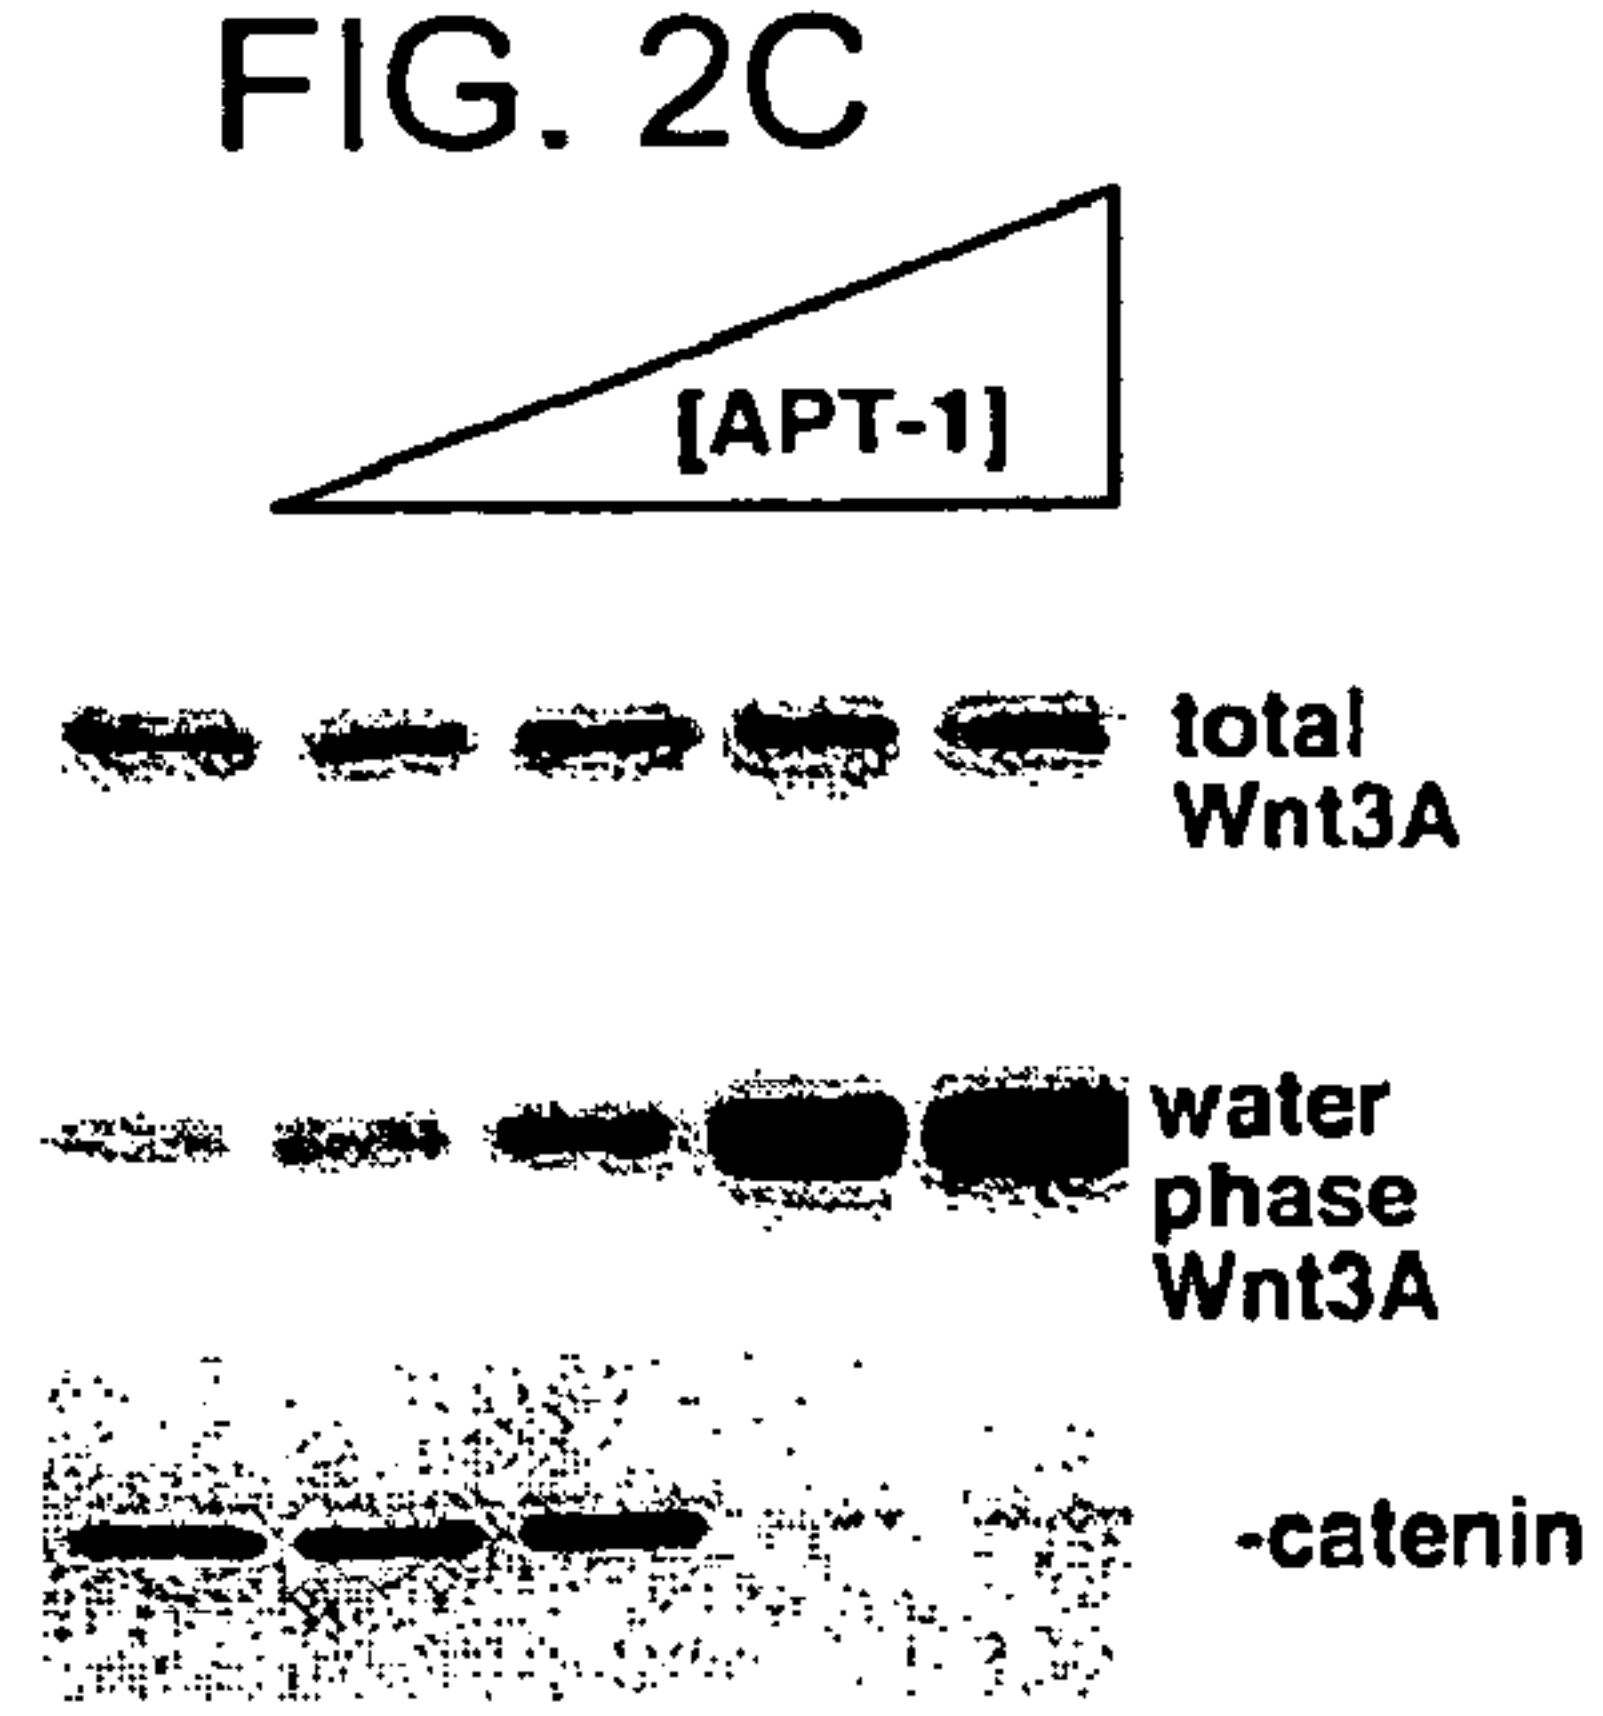 FIG. 2C
[APT-1]
total
Wnt3A
water
phase
Wnt3A
-catenin